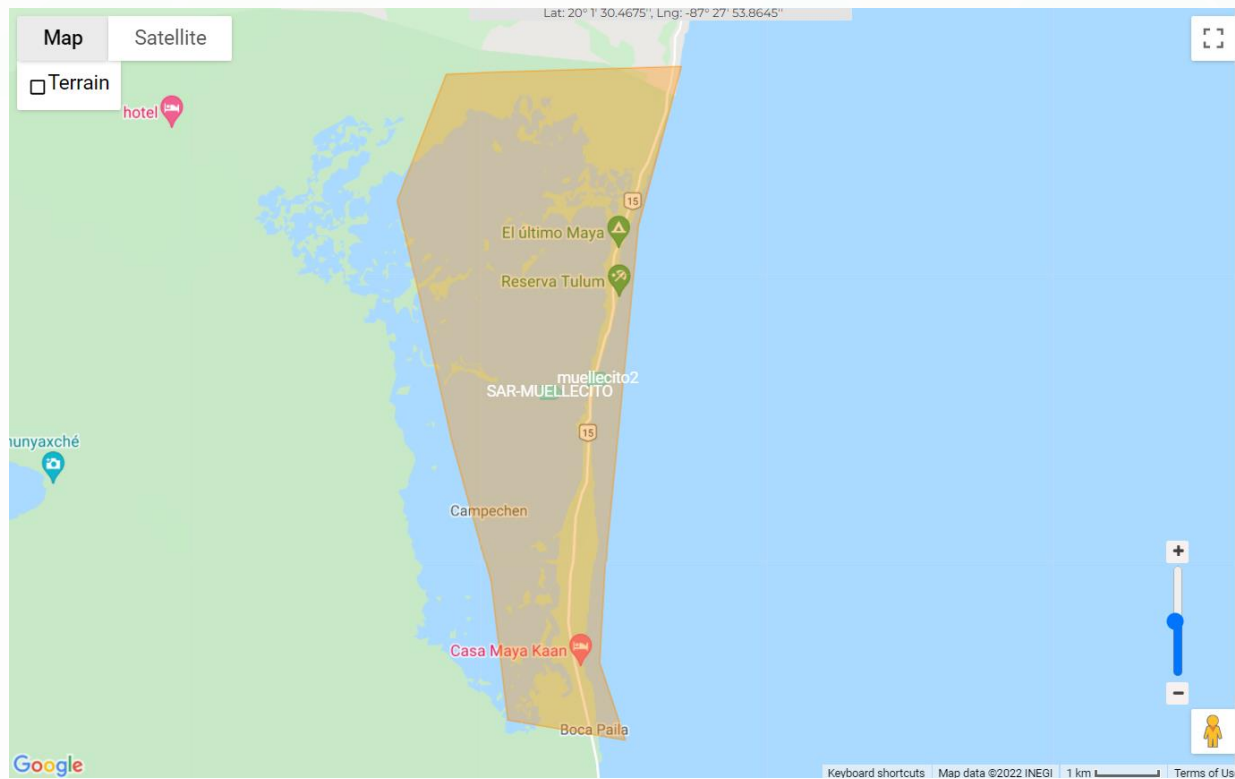 Lat: 20° 1' 30.4675", Lng: -87° 27' 53.8645"
Map Satellite
Terrain
hotel
15
El último Maya
Reserva Tulum
muellecito2
SAR-MUELLECITO
15
nunyaxché
Campechen
Casa Maya Kaan
Boca Paila
Google
Keyboard shortcuts Map data ©2022 INEGI 1 km Terms of Us